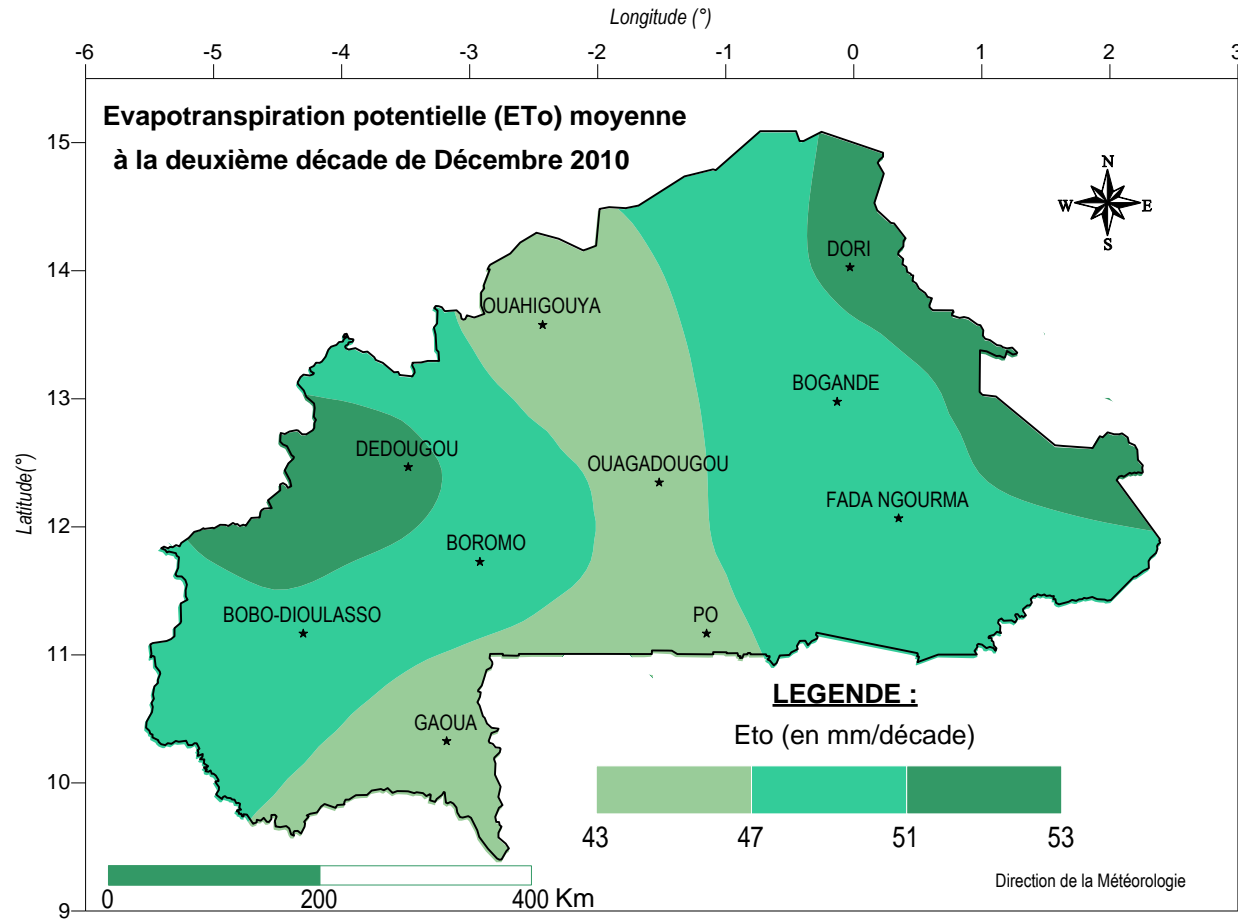 Longitude (°)
-6 -5 -4 -3 -2 -1 0 1 2 3
Evapotranspiration potentielle (ETo) moyenne
à la deuxième décade de Décembre 2010
15
N
W E
S
DORI
14
OUAHIGOUYA
BOGANDE
13
DEDOUGOU
OUAGADOUGOU
FADA NGOURMA
Latitude(°)
12
BOROMO
BOBO-DIOULASSO
PO
11
LEGENDE :
GAOUA
Eto (en mm/décade)
10
43 47 51 53
0 200 400 Km
Direction de la Météorologie
9